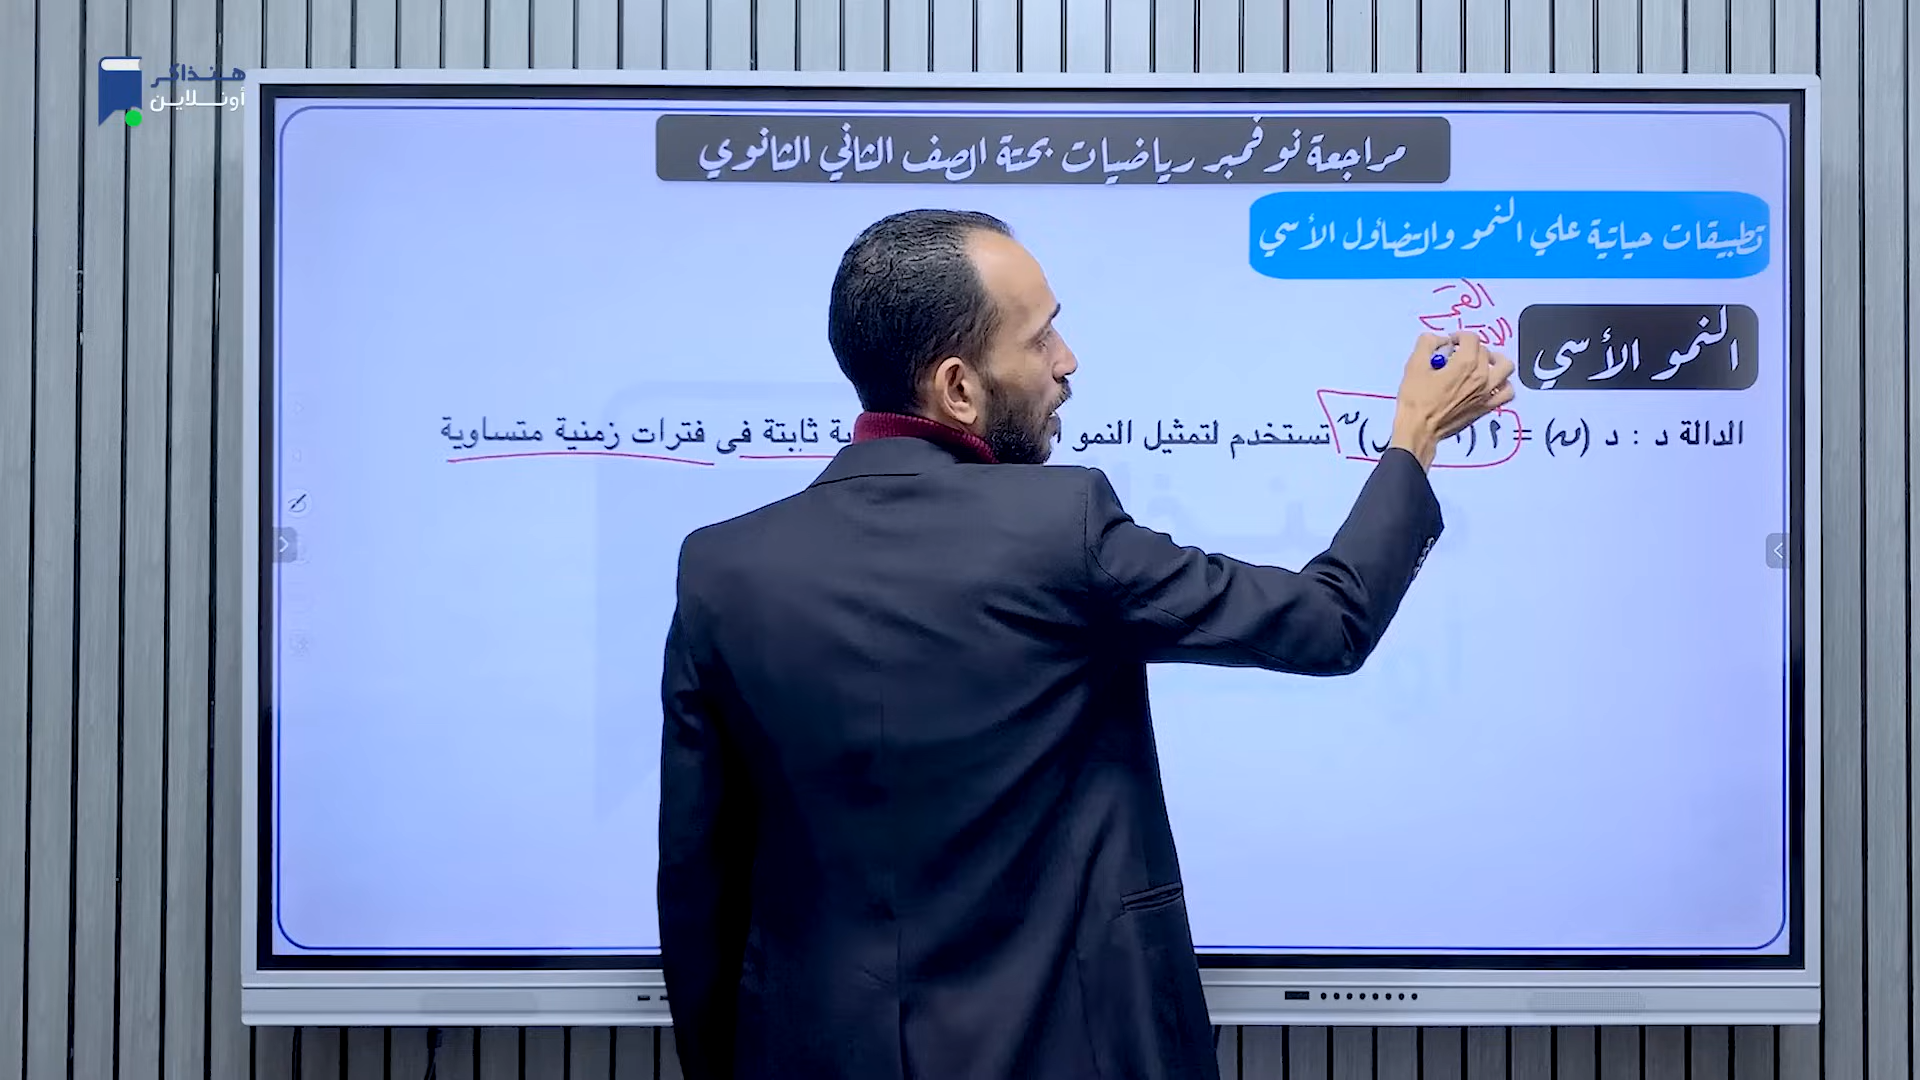 هنذاكر
أونلاين
مراجعة نوفمبر رياضيات بحتة الصف الثاني الثانوي
تطبيقات حياتية علي النمو والتضاؤل الأسي
النمو الأسي
القيمة
الدالة د : د (ن) = ٩ ( تستخدم لتمثيل النمو ثابتة فى فترات زمنية متساوية